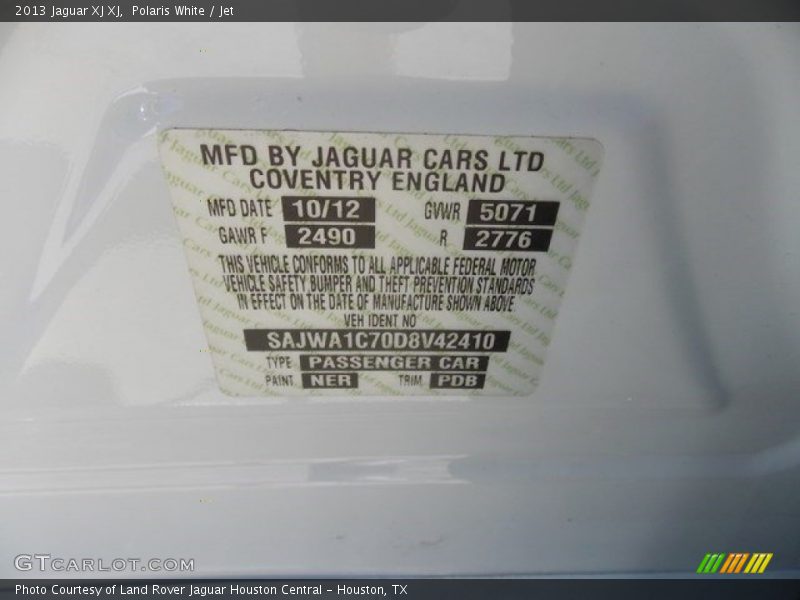 2013 Jaguar XJ XJ, Polaris White / Jet
MFD BY JAGUAR CARS LTD
COVENTRY ENGLAND
MFD DATE 10/12 GVWR 5071
GAWR F 2490 R 2776
THIS VEHICLE CONFORMS TO ALL APPLICABLE FEDERAL MOTOR
VEHICLE SAFETY BUMPER AND THEFT PREVENTION STANDARDS
IN EFFECT ON THE DATE OF MANUFACTURE SHOWN ABOVE
VEH IDENT NO
SAJWA1C70D8V42410
TYPE PASSENGER CAR
PAINT NER TRIM PDB
GTCARLOT.COM
Photo Courtesy of Land Rover Jaguar Houston Central – Houston, TX